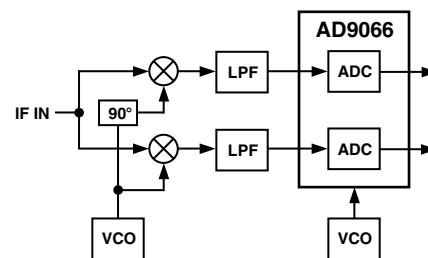 AD9066
LPF
ADC
IF IN
90°
LPF
ADC
VCO
VCO